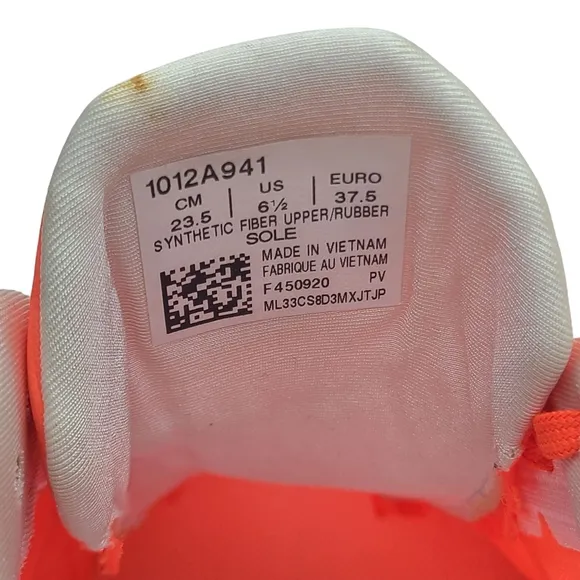 1012A941
CM | US | EURO
23.5 | 6½ | 37.5
SYNTHETIC FIBER UPPER/RUBBER
SOLE
MADE IN VIETNAM
FABRIQUE AU VIETNAM
F450920 PV
ML33CS8D3MXJTJP